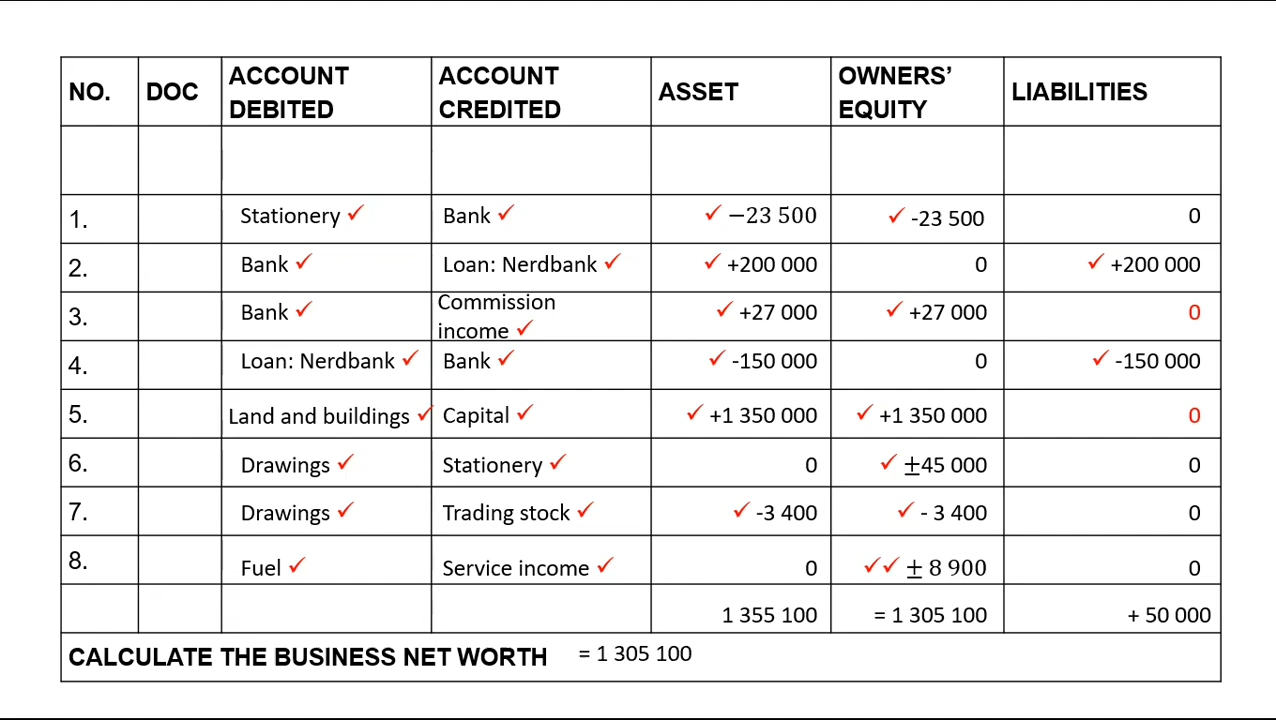 NO. DOC ACCOUNT DEBITED ACCOUNT CREDITED ASSET OWNERS’ EQUITY LIABILITIES
1. Stationery ✓ Bank ✓ ✓ −23 500 ✓ -23 500 0
2. Bank ✓ Loan: Nerdbank ✓ ✓ +200 000 0 ✓ +200 000
3. Bank ✓ Commission income ✓ ✓ +27 000 ✓ +27 000 0
4. Loan: Nerdbank ✓ Bank ✓ ✓ -150 000 0 ✓ -150 000
5. Land and buildings ✓ Capital ✓ ✓ +1 350 000 ✓ +1 350 000 0
6. Drawings ✓ Stationery ✓ 0 ✓ ±45 000 0
7. Drawings ✓ Trading stock ✓ ✓ -3 400 ✓ - 3 400 0
8. Fuel ✓ Service income ✓ 0 ✓✓ ± 8 900 0
1 355 100 = 1 305 100 + 50 000
CALCULATE THE BUSINESS NET WORTH = 1 305 100